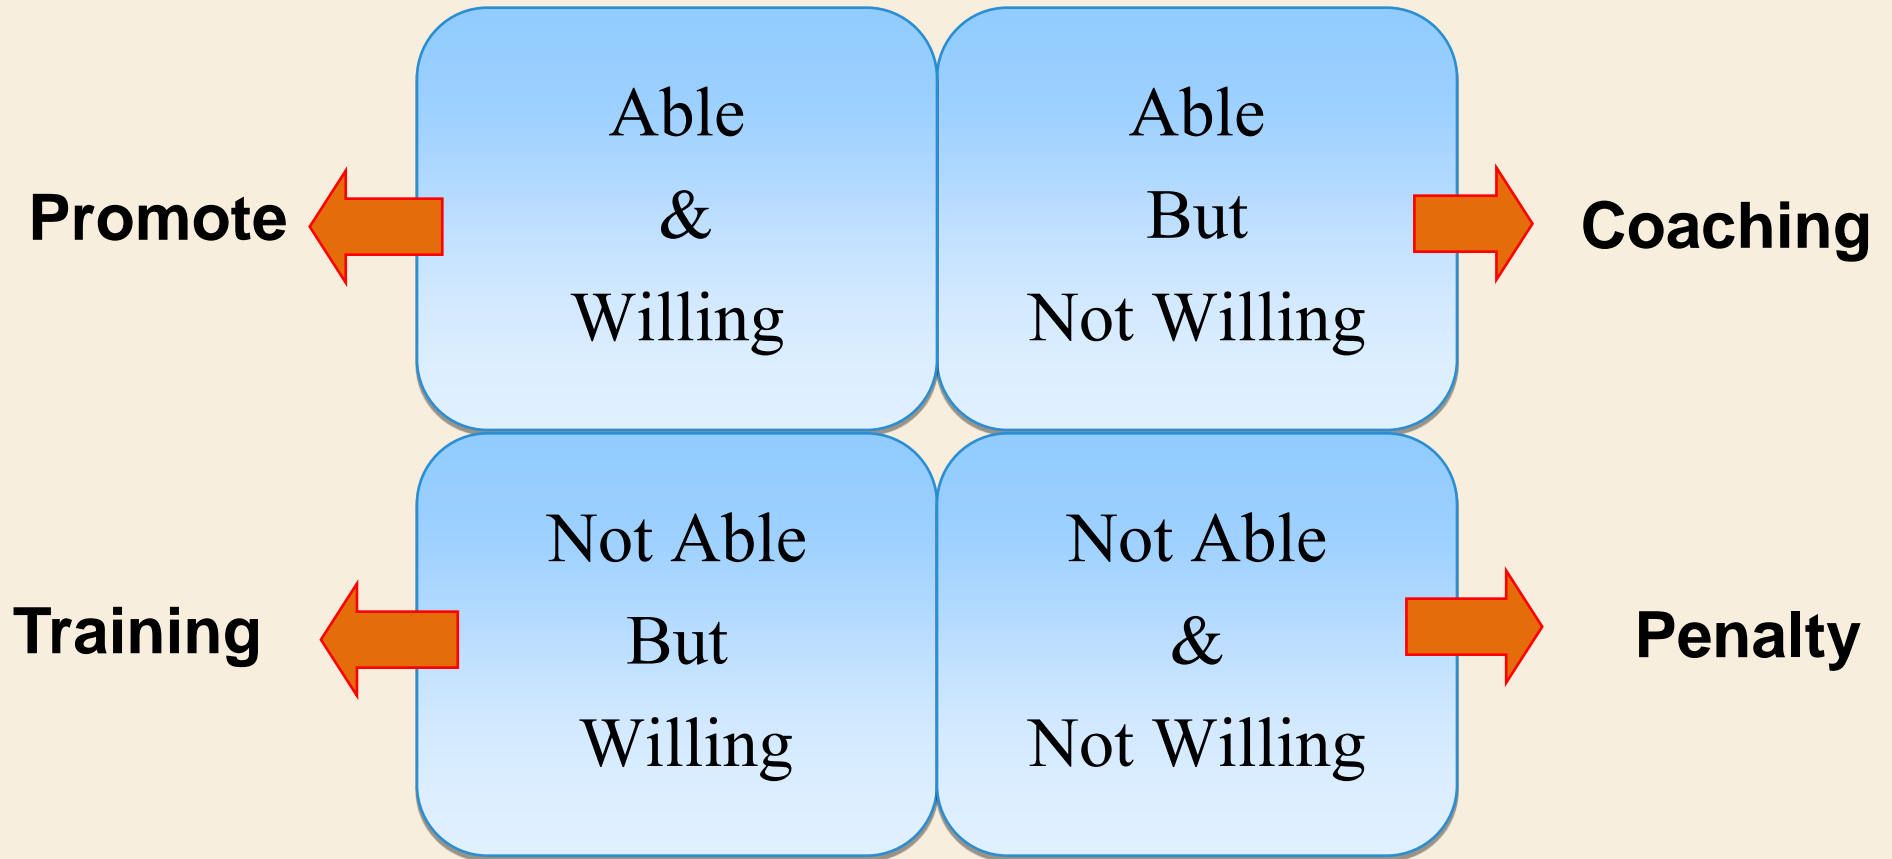 Promote
Able
&
Willing
Able
But
Not Willing
Coaching
Training
Not Able
But
Willing
Not Able
&
Not Willing
Penalty